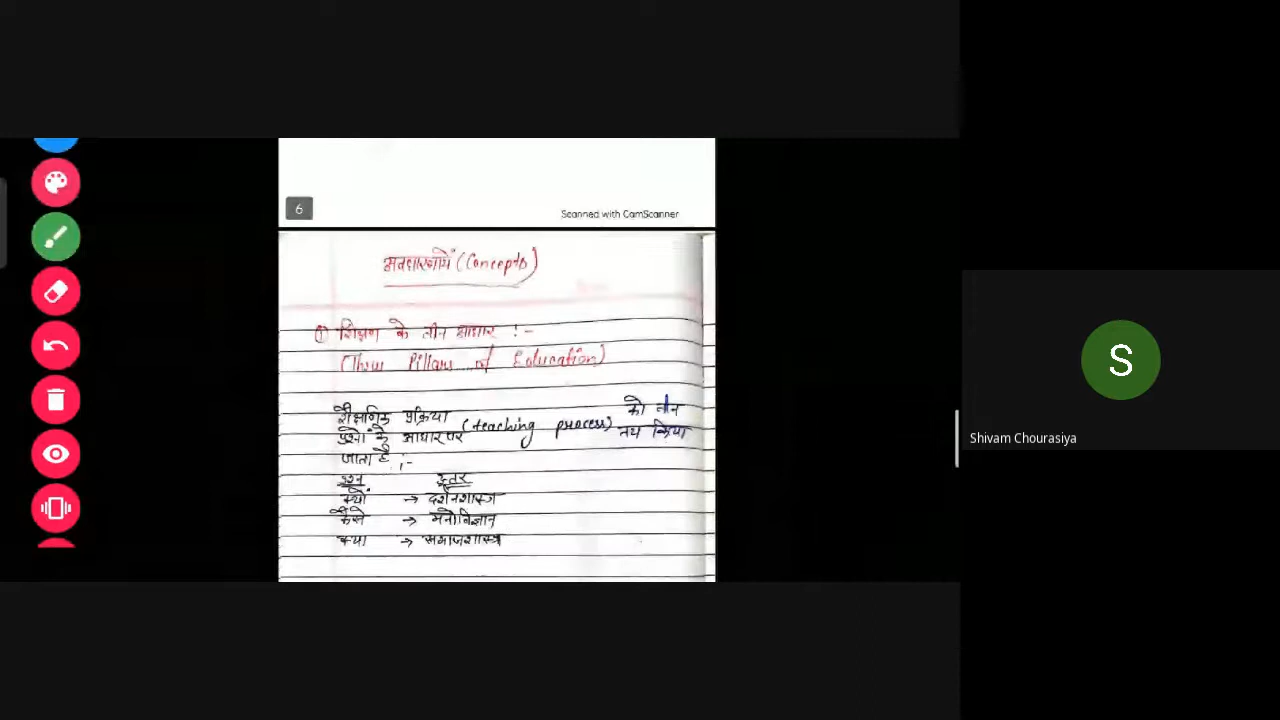 6
Scanned with CamScanner
अवधारणायें (Concepts)
① शिक्षण के तीन आधार :-
(Three Pillars of Education)
शैक्षणिक प्रक्रिया (teaching process) को तीन
प्रश्नों के आधार पर तय किया
जाता है :-
प्रश्न उत्तर
क्यों → दर्शनशास्त्र
कैसे → मनोविज्ञान
क्या → समाजशास्त्र
S
Shivam Chourasiya